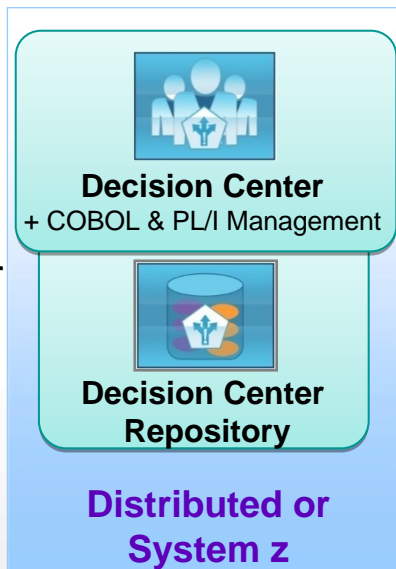 Decision Center
+ COBOL & PL/I Management
Decision Center
Repository
Distributed or
System z